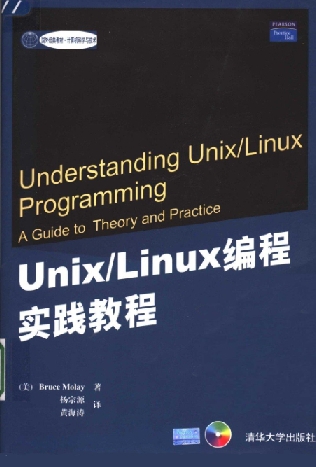 PEARSON
Prentice
Hall
Understanding Unix/Linux
Programming
A Guide to Theory and Practice
Unix/Linux编程
实践教程
(美) Bruce Molay 著
杨宗源
黄海涛 译
清华大学出版社